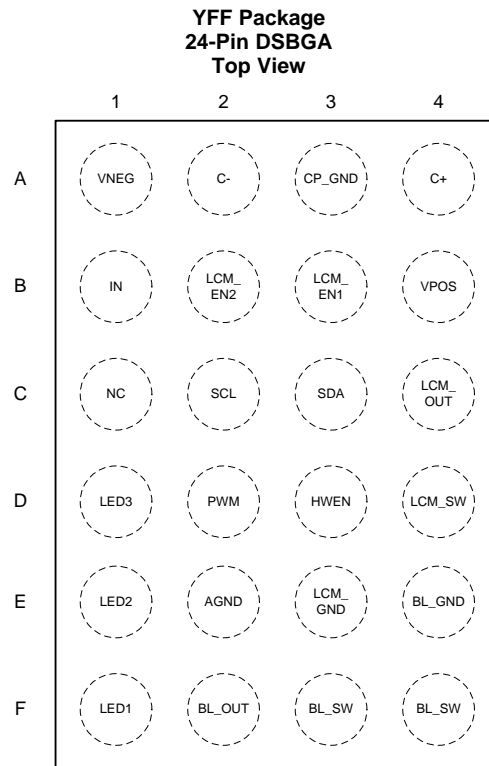 YFF Package
24-Pin DSBGA
Top View
1 2 3 4
A VNEG C- CP_GND C+
B IN LCM_
EN2 LCM_
EN1 VPOS
C NC SCL SDA LCM_
OUT
D LED3 PWM HWEN LCM_SW
E LED2 AGND LCM_
GND BL_GND
F LED1 BL_OUT BL_SW BL_SW